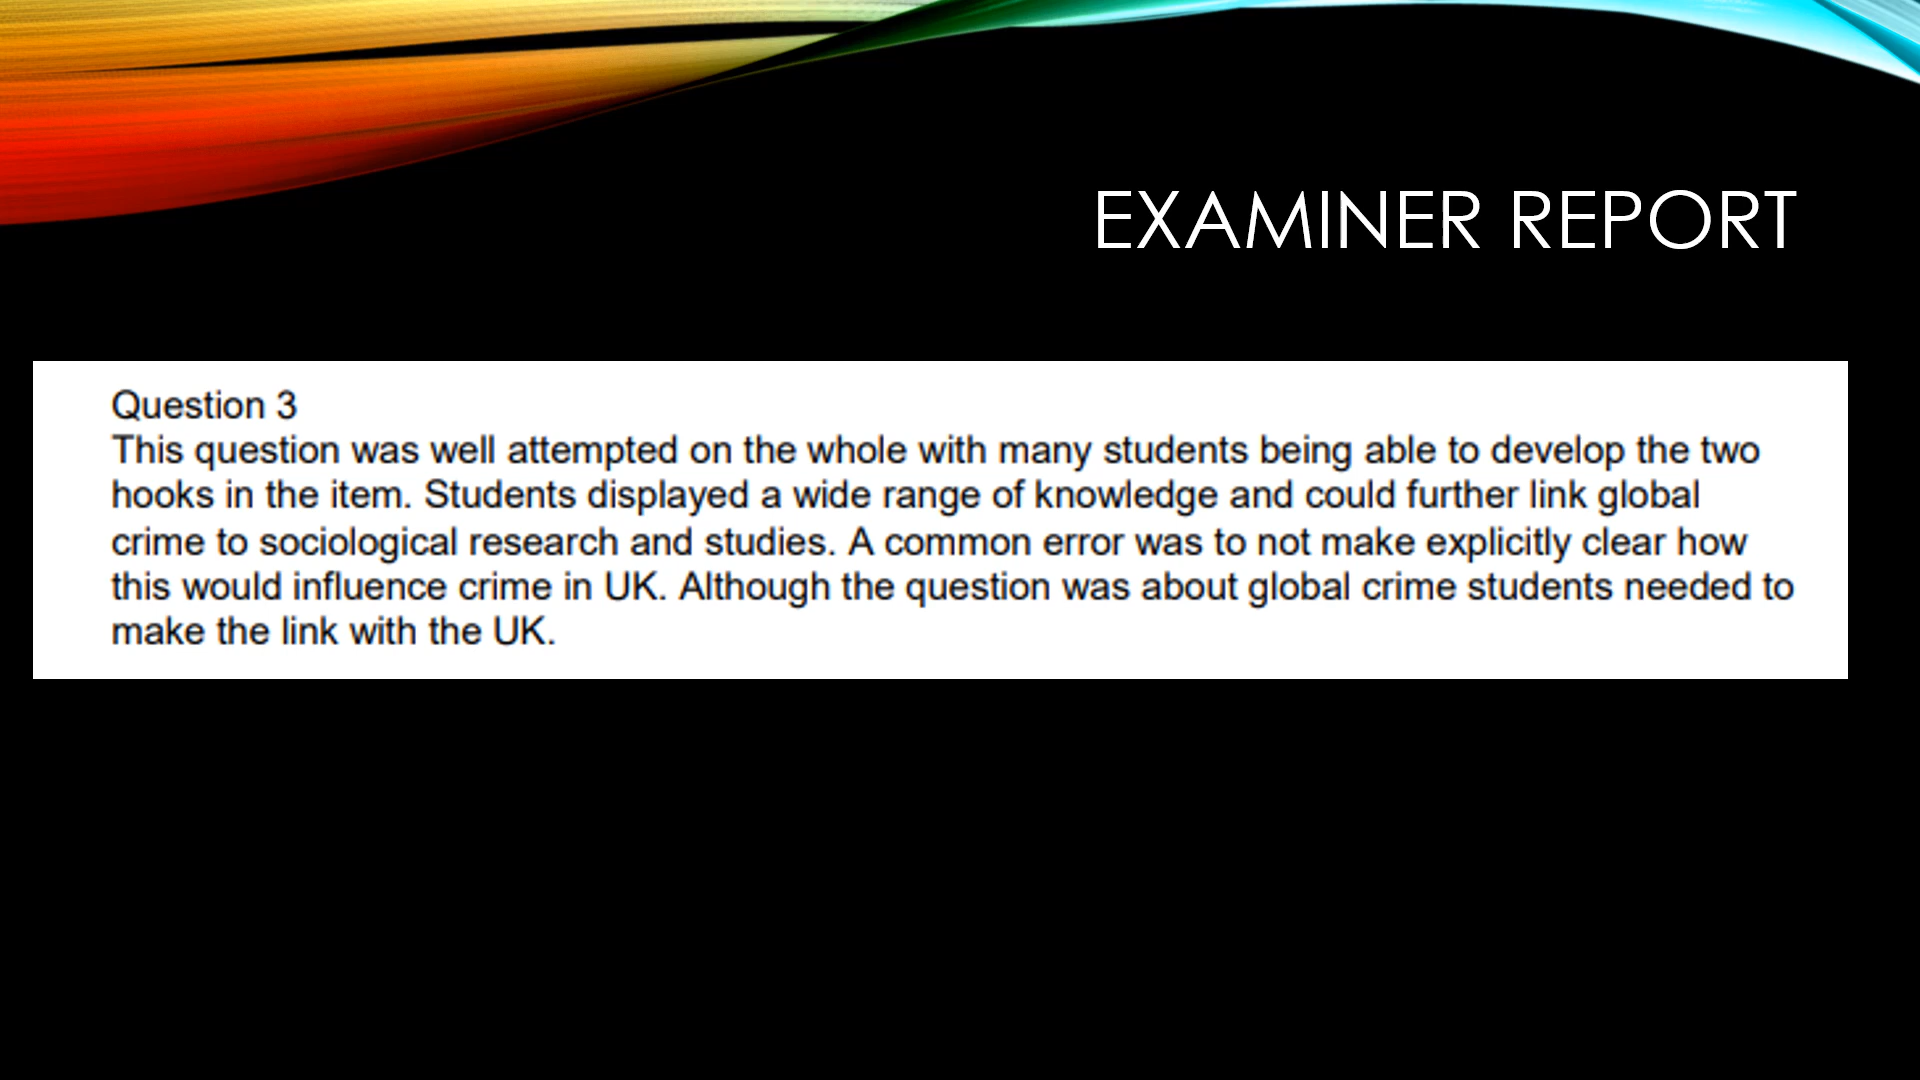 EXAMINER REPORT
Question 3
This question was well attempted on the whole with many students being able to develop the two
hooks in the item. Students displayed a wide range of knowledge and could further link global
crime to sociological research and studies. A common error was to not make explicitly clear how
this would influence crime in UK. Although the question was about global crime students needed to
make the link with the UK.